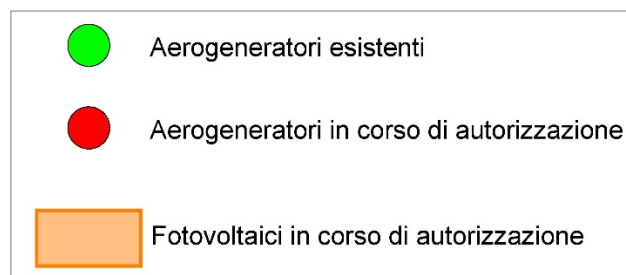 Aerogeneratori esistenti
Aerogeneratori in corso di autorizzazione
Fotovoltaici in corso di autorizzazione